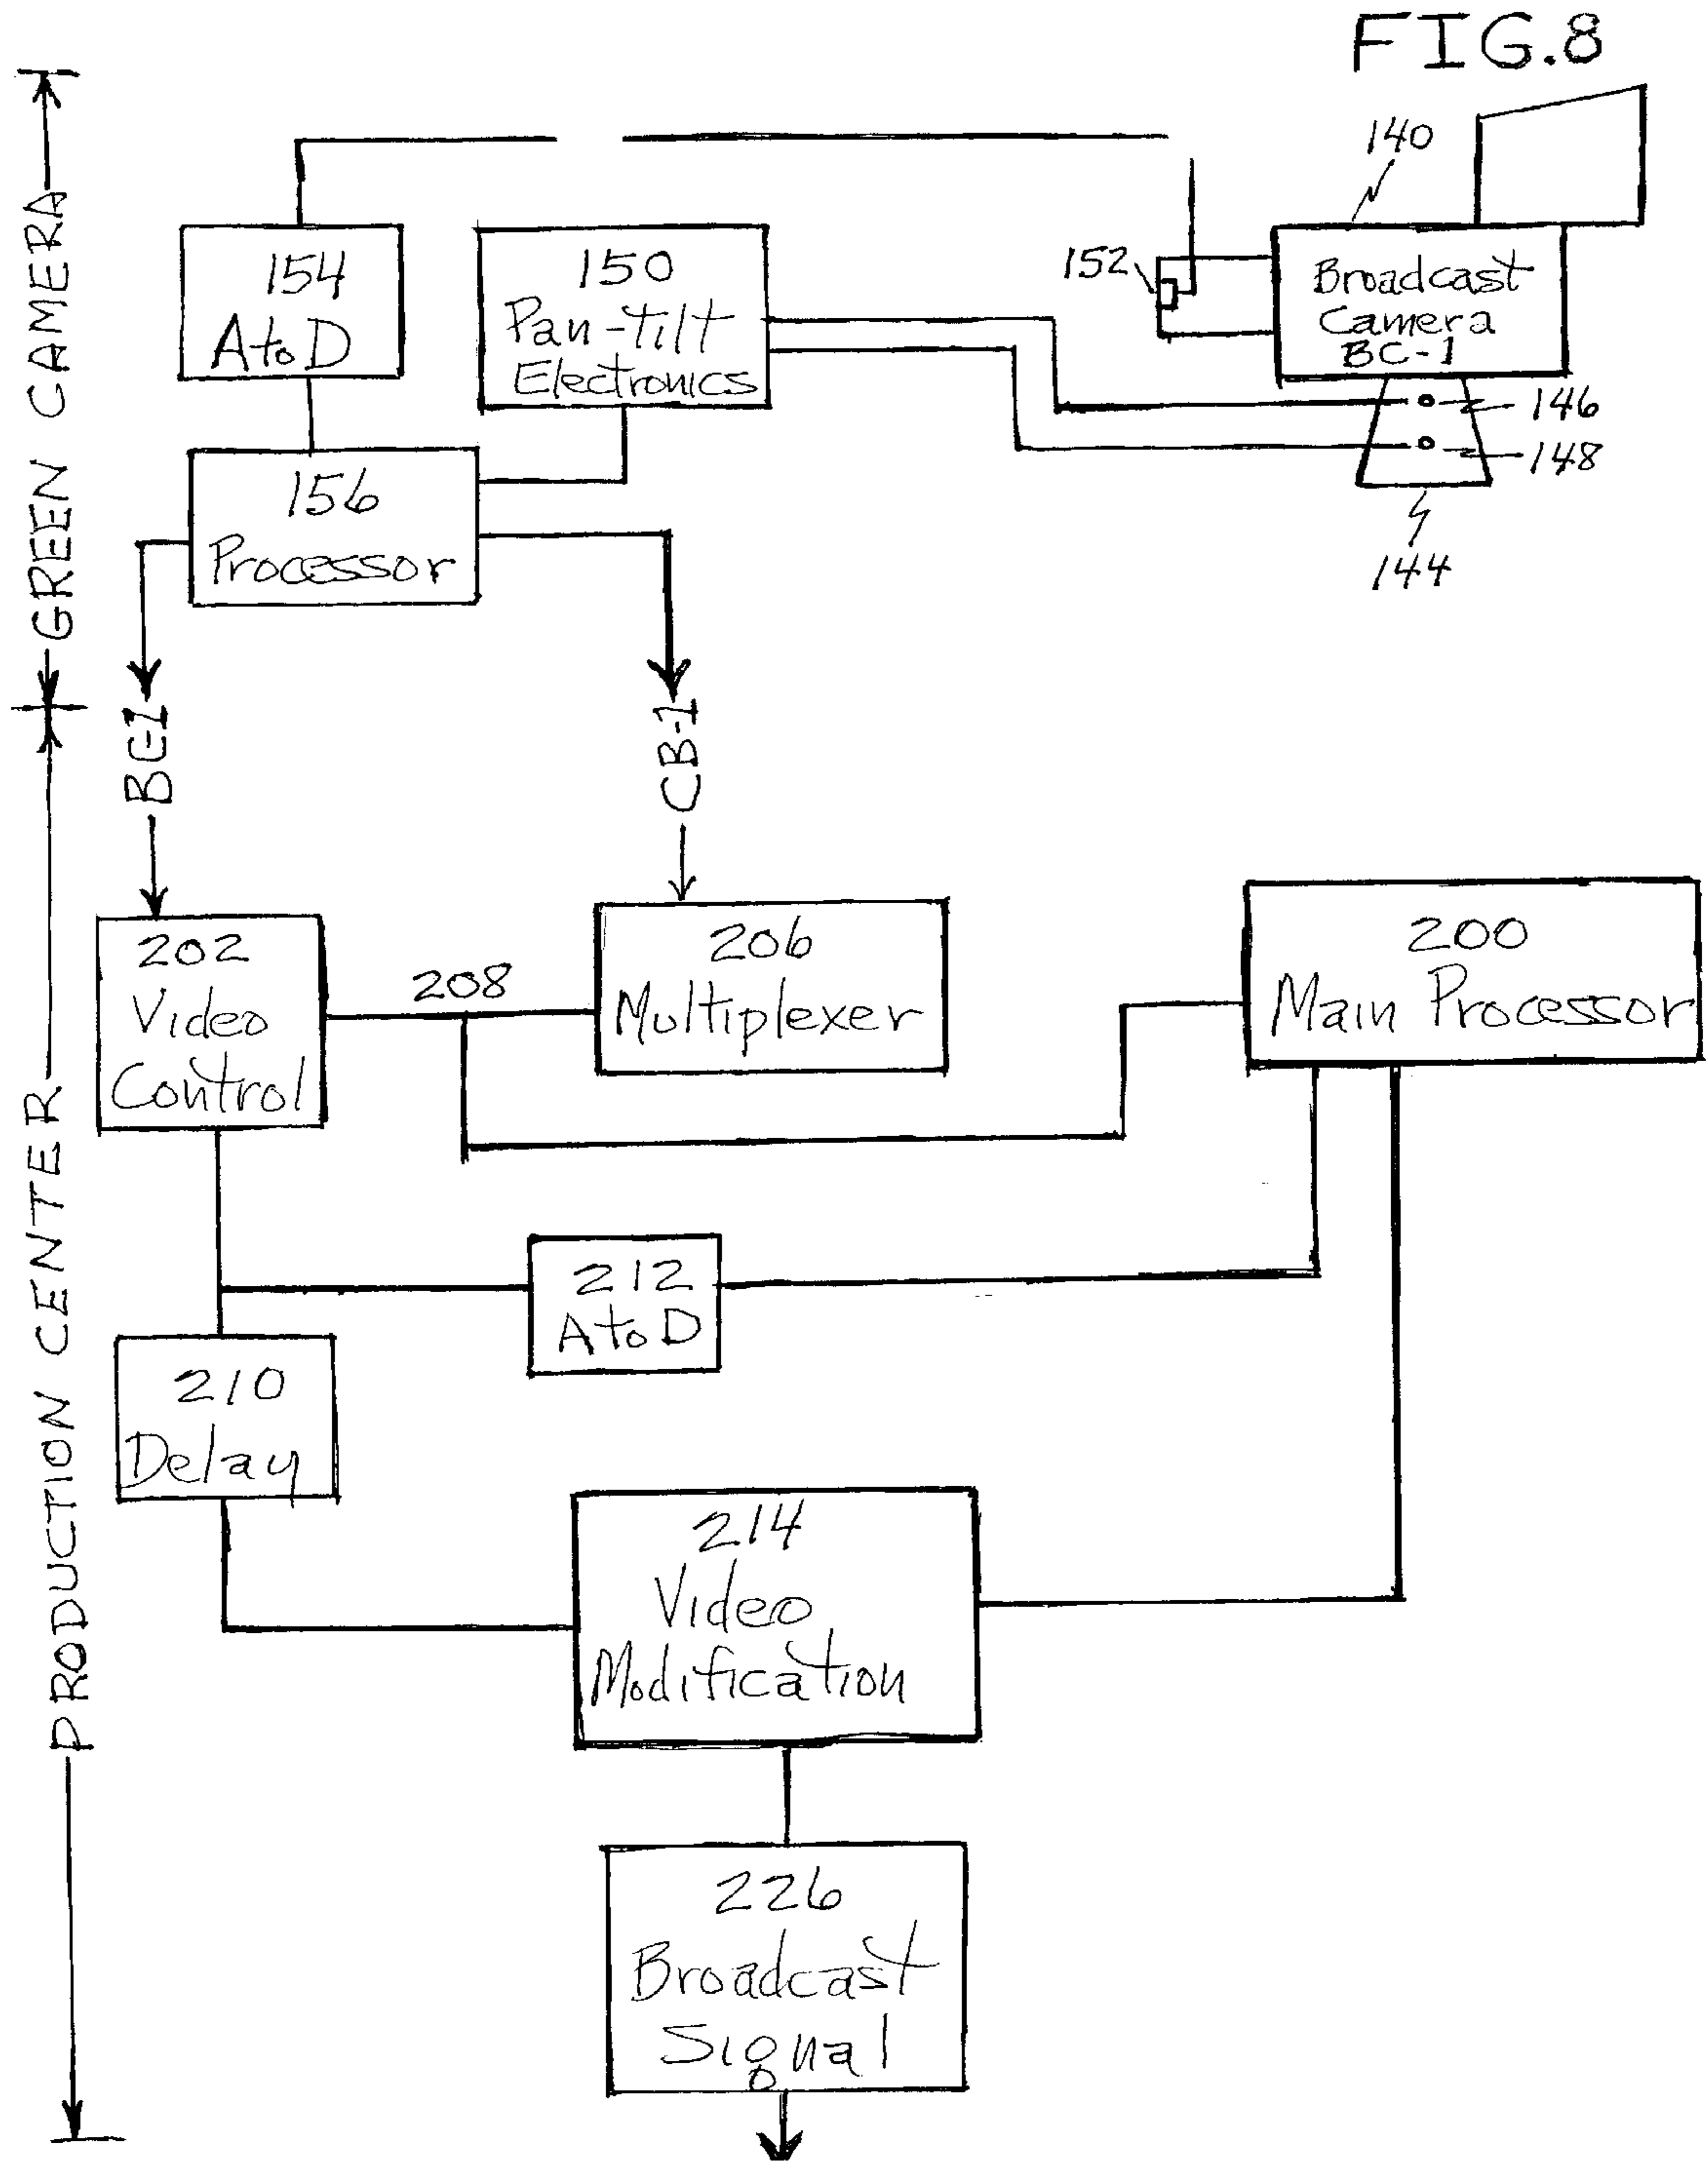 FIG.8
140
154
A to D
150
Pan-tilt
Electronics
152
Broadcast
Camera
BC-1
146
148
144
156
Processor
GREEN CAMERA
BC-1
CB-1
202
Video
Control
208
206
Multiplexer
200
Main Processor
212
A to D
210
Delay
PRODUCTION CENTER
214
Video
Modification
226
Broadcast
Signal